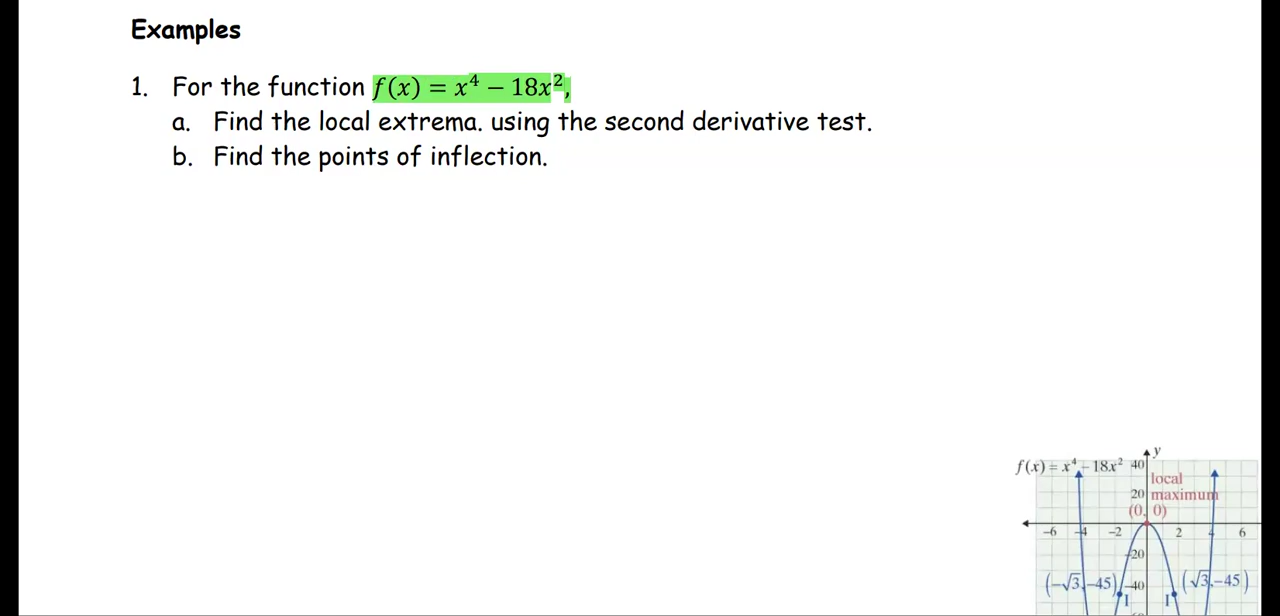 Examples
1. For the function f(x) = x⁴ − 18x²,
a. Find the local extrema. using the second derivative test.
b. Find the points of inflection.
y
f(x) = x⁴ − 18x² 40
local
20 maximum
(0, 0)
−6 −4 −2 2 4 6
−20
(−√3, −45) −40 (√3, −45)
I I